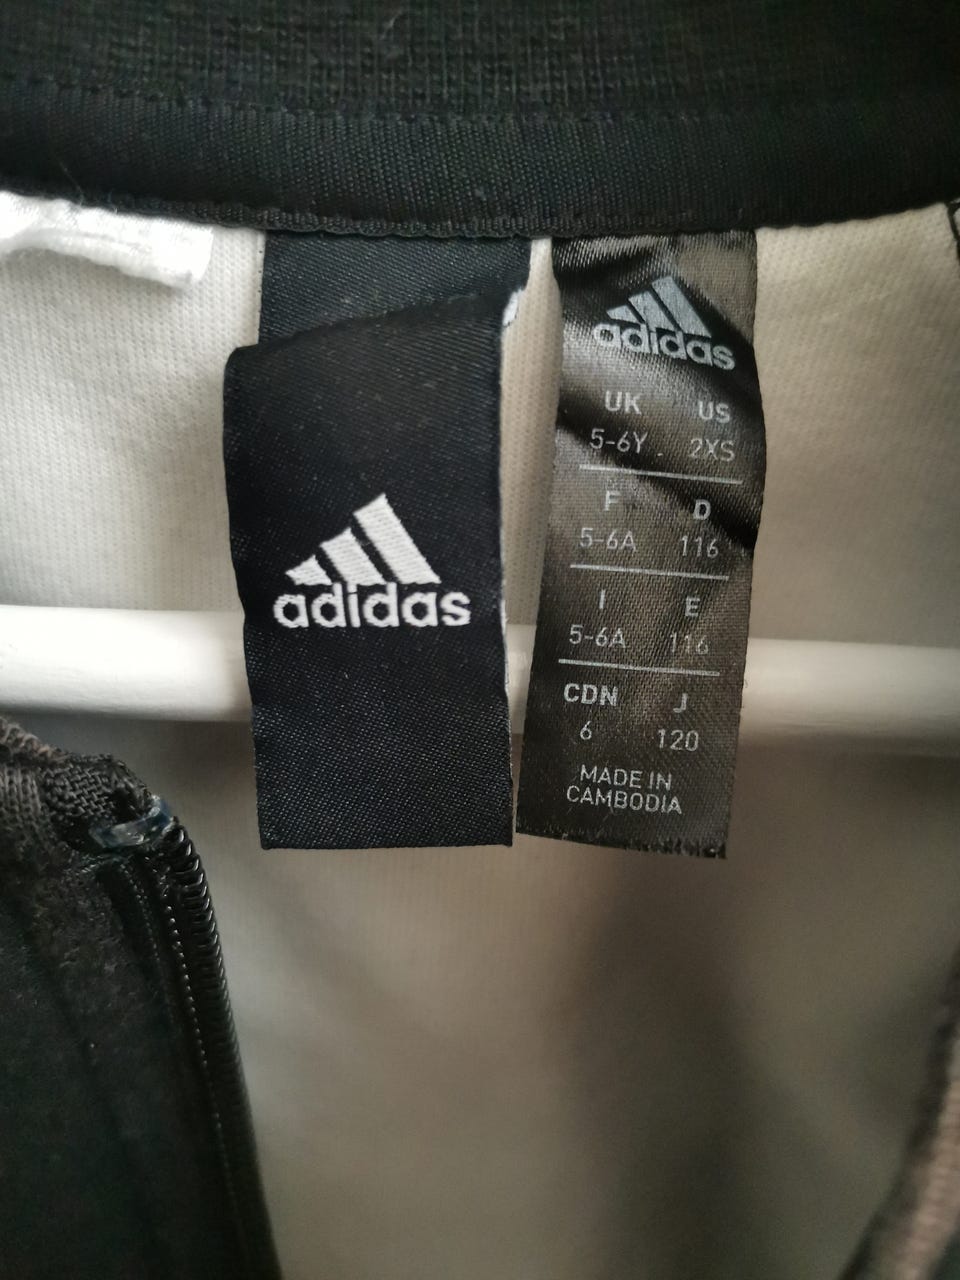 adidas
adidas
UK US
5-6Y 2XS
F D
5-6A 116
I E
5-6A 116
CDN J
6 120
MADE IN
CAMBODIA